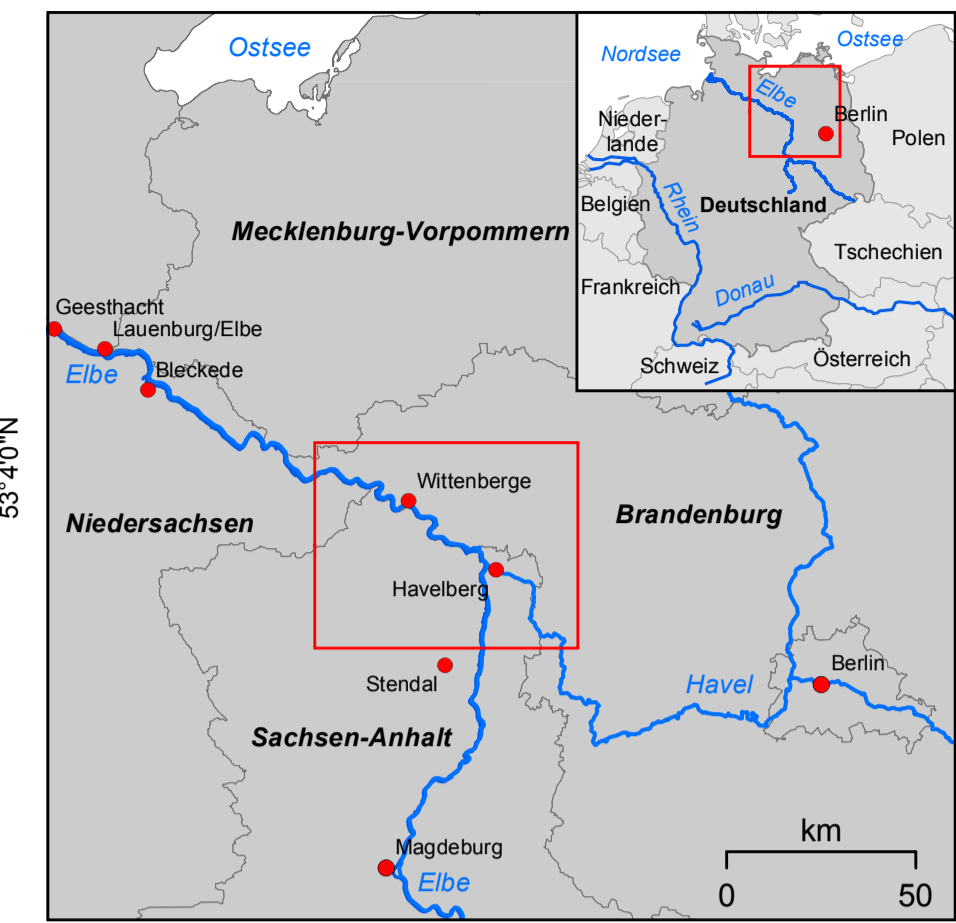 Ostsee
Nordsee
Ostsee
Elbe
Berlin
Nieder-
lande
Polen
Belgien
Rhein
Deutschland
Tschechien
Frankreich
Donau
Schweiz
Österreich
Mecklenburg-Vorpommern
Geesthacht
Lauenburg/Elbe
Elbe
Bleckede
53°4'0"N
Wittenberge
Niedersachsen
Brandenburg
Havelberg
Stendal
Berlin
Havel
Sachsen-Anhalt
km
Magdeburg
Elbe
0 50